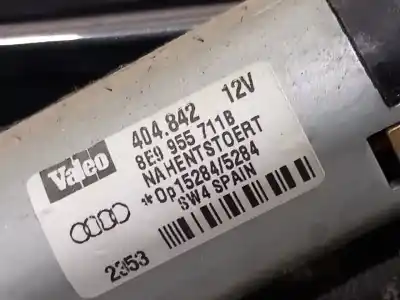 Valeo
404.842 12V
8E9 955 711B
NAHENTSTOERT
*Op15284/5284
SW4 SPAIN
2353